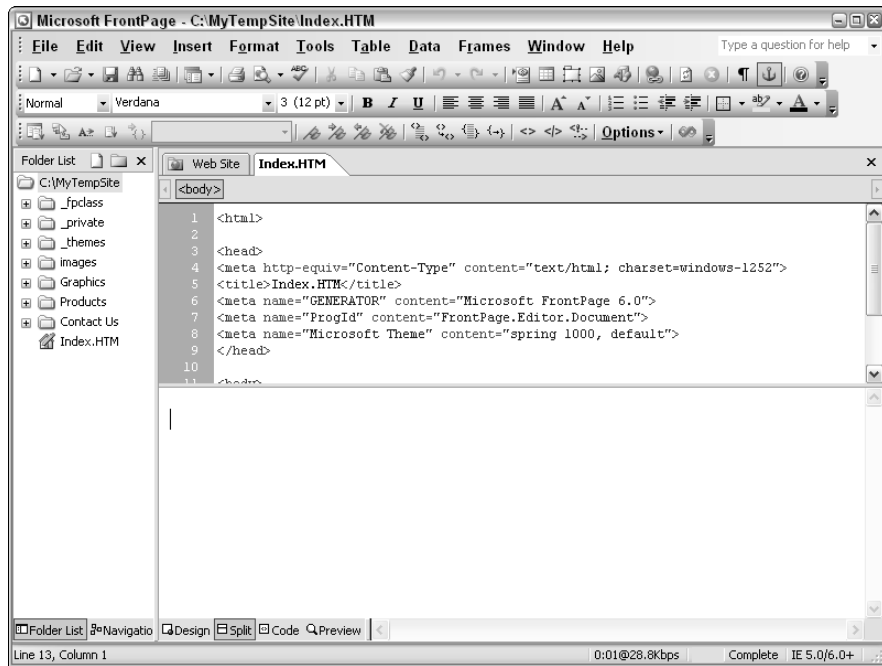 Microsoft FrontPage - C:\MyTempSite\Index.HTM
File Edit View Insert Format Tools Table Data Frames Window Help Type a question for help
Normal Verdana 3 (12 pt) B I U A A ab A
Options
Folder List
Web Site Index.HTM
C:\MyTempSite
<body>
_fpclass
_private
_themes
images
Graphics
Products
Contact Us
Index.HTM
1 <html>
2
3 <head>
4 <meta http-equiv="Content-Type" content="text/html; charset=windows-1252">
5 <title>Index.HTM</title>
6 <meta name="GENERATOR" content="Microsoft FrontPage 6.0">
7 <meta name="ProgId" content="FrontPage.Editor.Document">
8 <meta name="Microsoft Theme" content="spring 1000, default">
9 </head>
10
11 <body>
Folder List Navigatio Design Split Code Preview
Line 13, Column 1 0:01@28.8Kbps Complete IE 5.0/6.0+